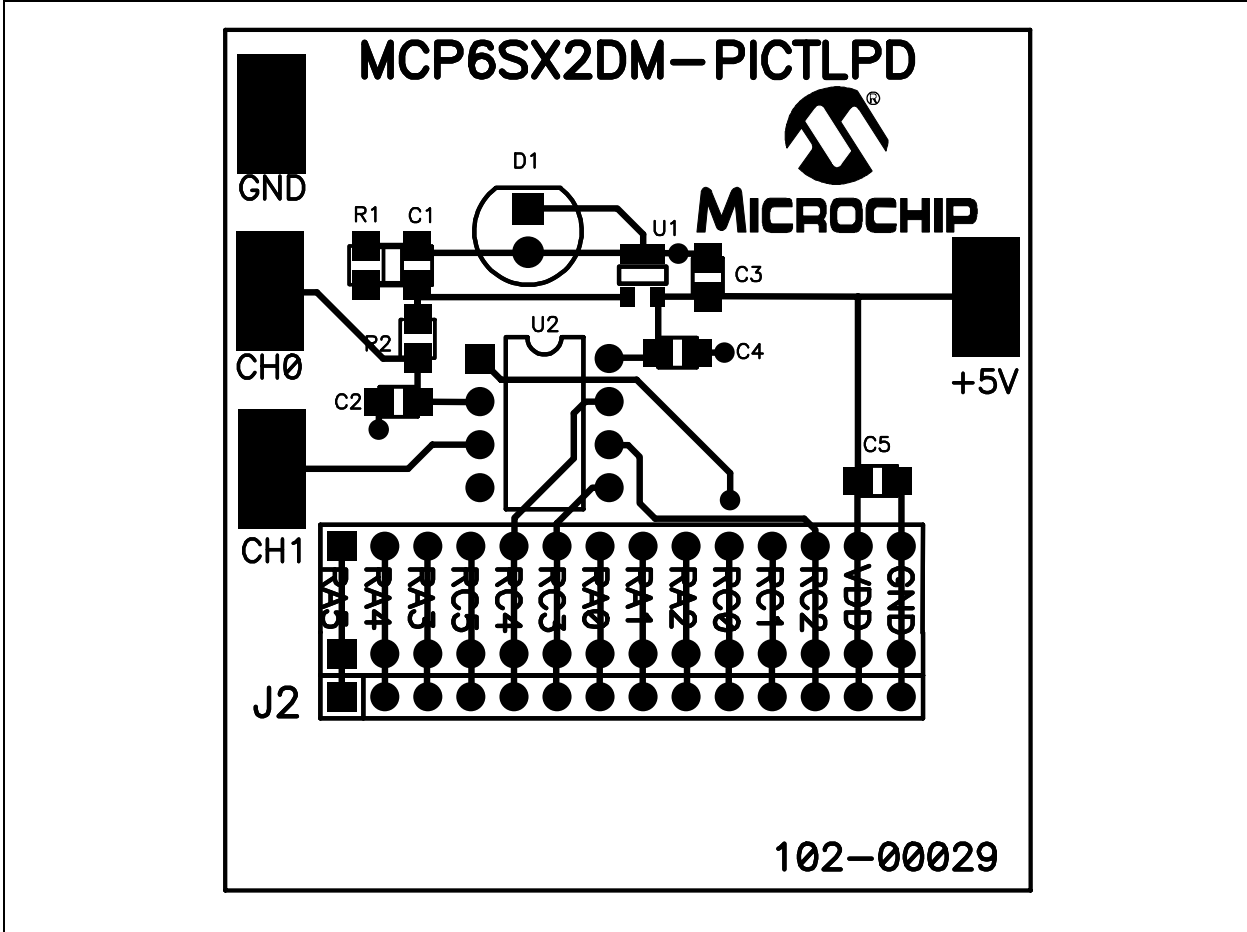 MCP6SX2DM-PICTLPD
®
MICROCHIP
GND
D1
R1
C1
U1
C3
CH0
R2
U2
C4
+5V
C2
C5
CH1
RA5
RA4
RA3
RC5
RC4
RC3
RA0
RA1
RA2
RC0
RC1
RC2
VDD
GND
J2
102-00029